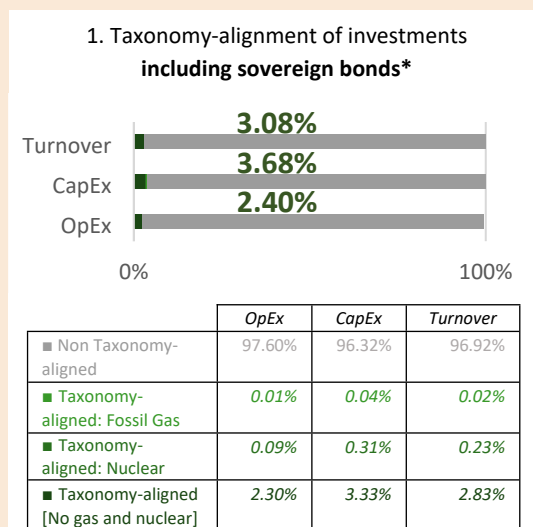 1. Taxonomy-alignment of investments
including sovereign bonds*
3.08%
Turnover
3.68%
CapEx
2.40%
OpEx
0% 100%
OpEx CapEx Turnover
■ Non Taxonomy- 97.60% 96.32% 96.92%
aligned
■ Taxonomy- 0.01% 0.04% 0.02%
aligned: Fossil Gas
■ Taxonomy- 0.09% 0.31% 0.23%
aligned: Nuclear
■ Taxonomy-aligned 2.30% 3.33% 2.83%
[No gas and nuclear]